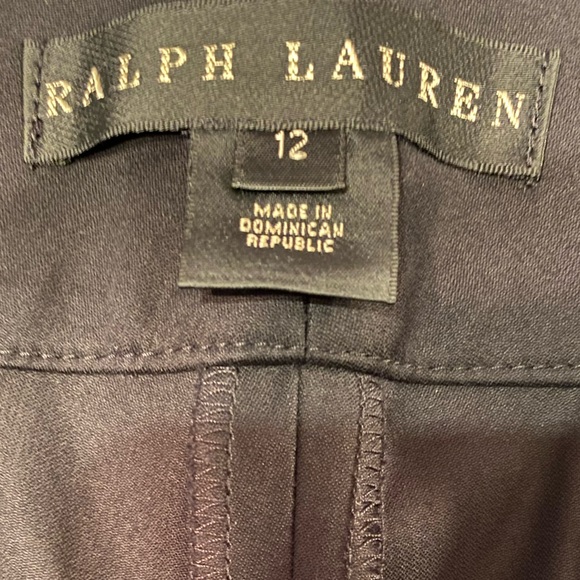 RALPH LAUREN
12
MADE IN
DOMINICAN
REPUBLIC